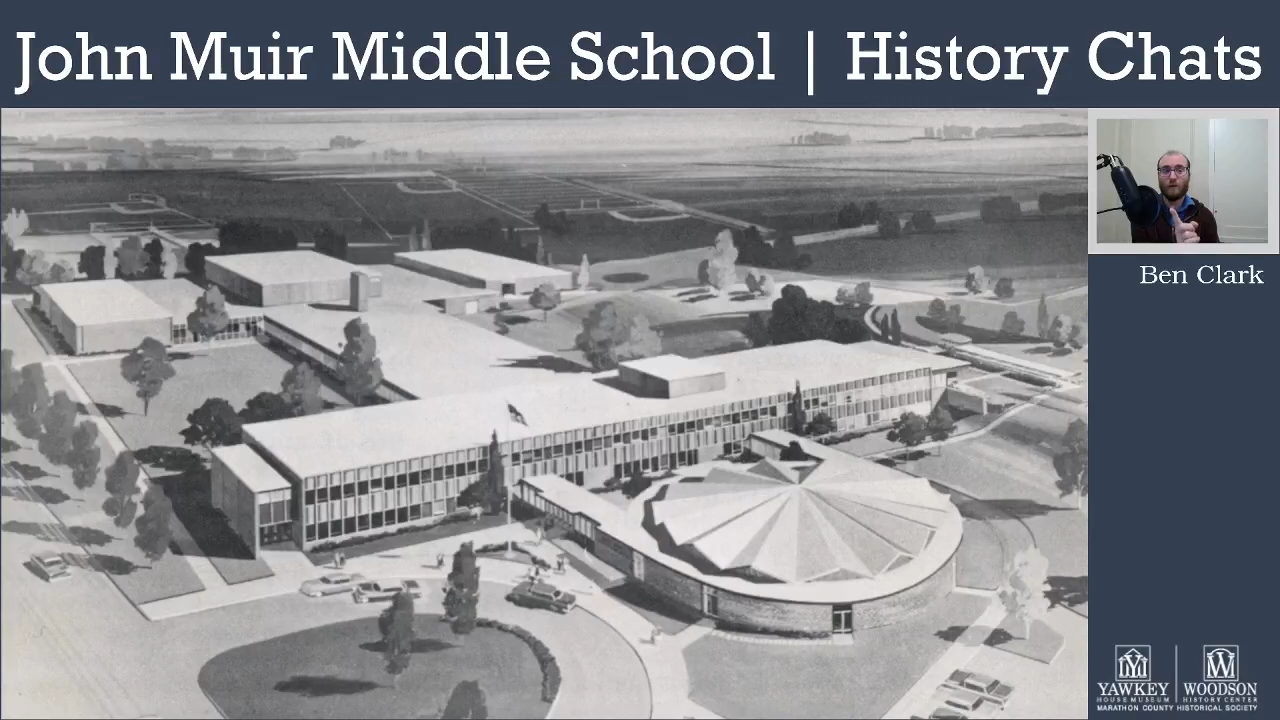 John Muir Middle School | History Chats
Ben Clark
YAWKEY WOODSON
HOUSE MUSEUM HISTORY CENTER
MARATHON COUNTY HISTORICAL SOCIETY